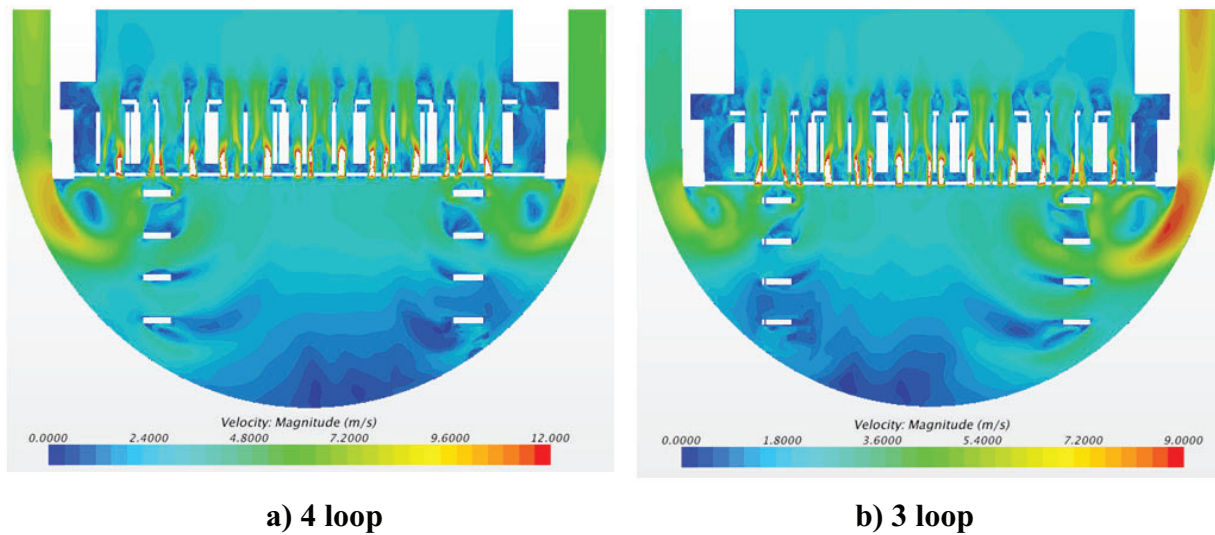 Velocity: Magnitude (m/s)
0.0000 2.4000 4.8000 7.2000 9.6000 12.000
Velocity: Magnitude (m/s)
0.0000 1.8000 3.6000 5.4000 7.2000 9.0000
a) 4 loop
b) 3 loop